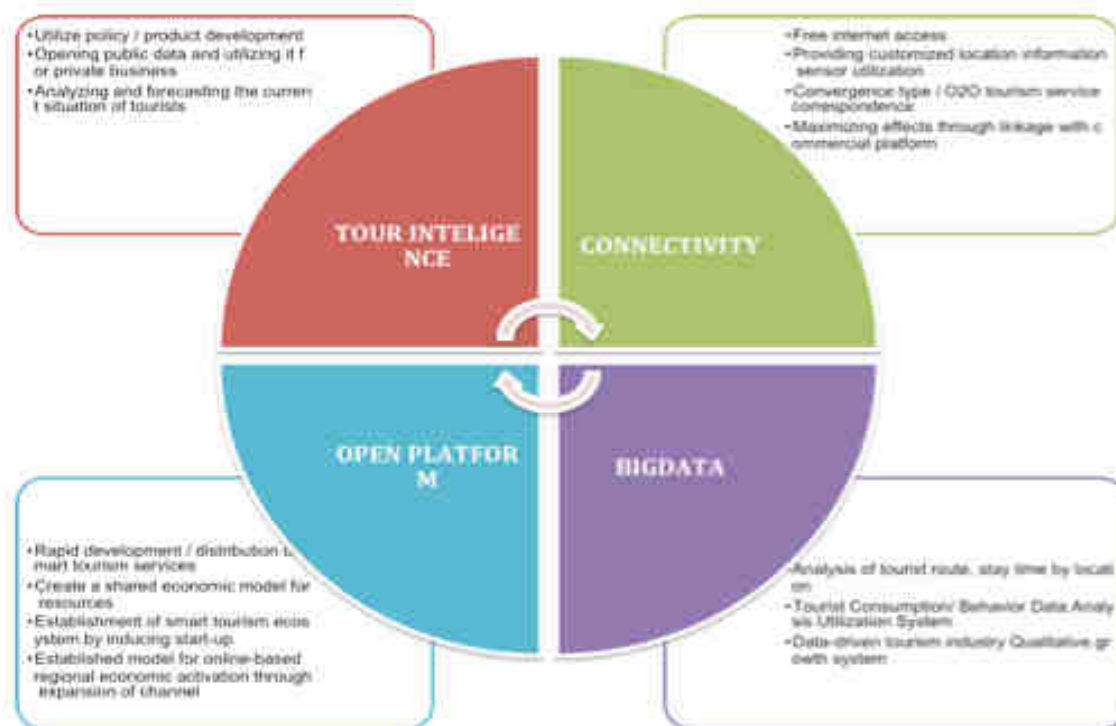 •Utilize policy / product development
•Opening public data and utilizing it f
or private business
•Analyzing and forecasting the curren
t situation of tourists
•Free internet access
•Providing customized location information
sensor utilization
•Convergence type / O2O tourism service
correspondence
•Maximizing effects through linkage with c
ommercial platform
TOUR INTELIGE
NCE
CONNECTIVITY
OPEN PLATFOR
M
BIGDATA
•Rapid development / distribution
mart tourism services
•Create a shared economic model for
resources
•Establishment of smart tourism ecos
ystem by inducing start-up
•Established model for online-based
regional economic activation through
expansion of channel
•Analysis of tourist route, stay time by locati
on
•Tourist Consumption/ Behavior Data Analy
sis Utilization System
•Data-driven tourism industry Qualitative gr
owth system